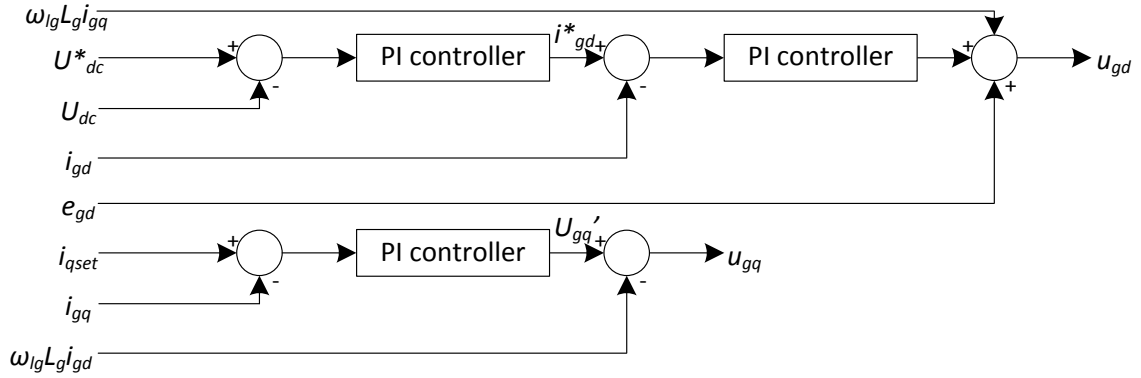 ω_lg L_g i_gq
+ U*_dc - PI controller i*_gd + - PI controller + + u_gd
U_dc
i_gd
e_gd
i_qset + - PI controller U_gq’ + - u_gq
i_gq
ω_lg L_g i_gd